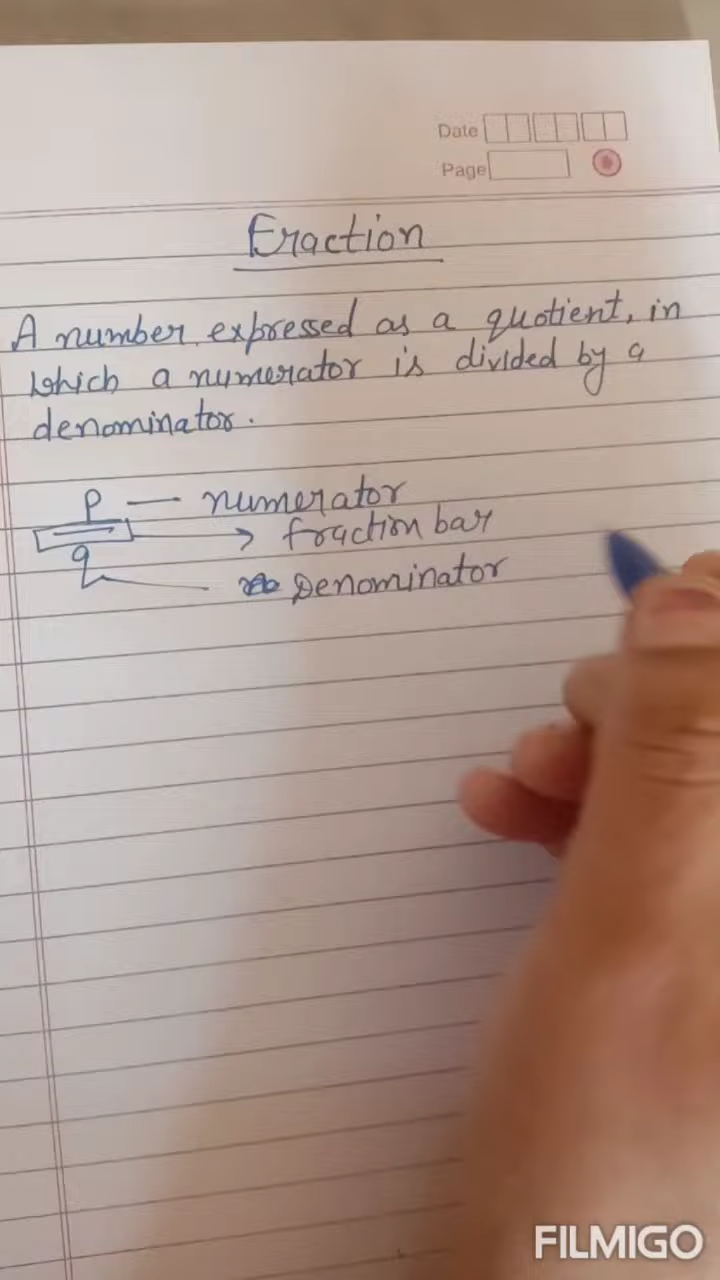 Date
Page
Fraction
A number expressed as a quotient, in
which a numerator is divided by a
denominator.
P — numerator
fraction bar
q Denominator
FILMIGO